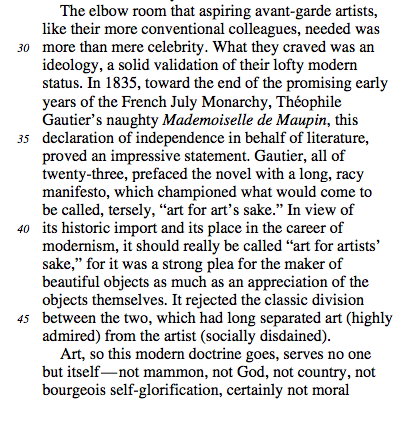 The elbow room that aspiring avant-garde artists,
like their more conventional colleagues, needed was
30 more than mere celebrity. What they craved was an
ideology, a solid validation of their lofty modern
status. In 1835, toward the end of the promising early
years of the French July Monarchy, Théophile
Gautier's naughty Mademoiselle de Maupin, this
35 declaration of independence in behalf of literature,
proved an impressive statement. Gautier, all of
twenty-three, prefaced the novel with a long, racy
manifesto, which championed what would come to
be called, tersely, “art for art's sake.” In view of
40 its historic import and its place in the career of
modernism, it should really be called “art for artists'
sake,” for it was a strong plea for the maker of
beautiful objects as much as an appreciation of the
objects themselves. It rejected the classic division
45 between the two, which had long separated art (highly
admired) from the artist (socially disdained).
Art, so this modern doctrine goes, serves no one
but itself—not mammon, not God, not country, not
bourgeois self-glorification, certainly not moral